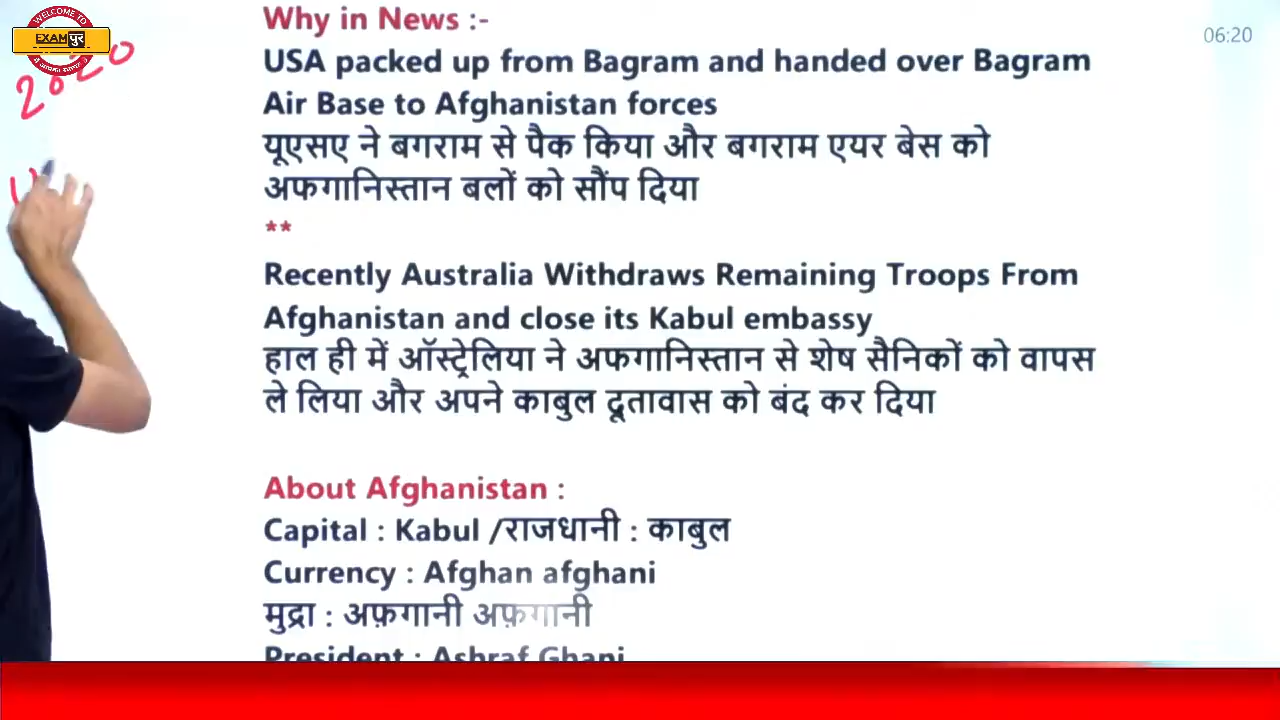 WELCOME TO
EXAMपुर
2020
06:20
Why in News :-
USA packed up from Bagram and handed over Bagram
Air Base to Afghanistan forces
यूएसए ने बगराम से पैक किया और बगराम एयर बेस को
अफगानिस्तान बलों को सौंप दिया
**
Recently Australia Withdraws Remaining Troops From
Afghanistan and close its Kabul embassy
हाल ही में ऑस्ट्रेलिया ने अफगानिस्तान से शेष सैनिकों को वापस
ले लिया और अपने काबुल दूतावास को बंद कर दिया
About Afghanistan :
Capital : Kabul /राजधानी : काबुल
Currency : Afghan afghani
मुद्रा : अफ़गानी अफ़गानी
President : Ashraf Ghani